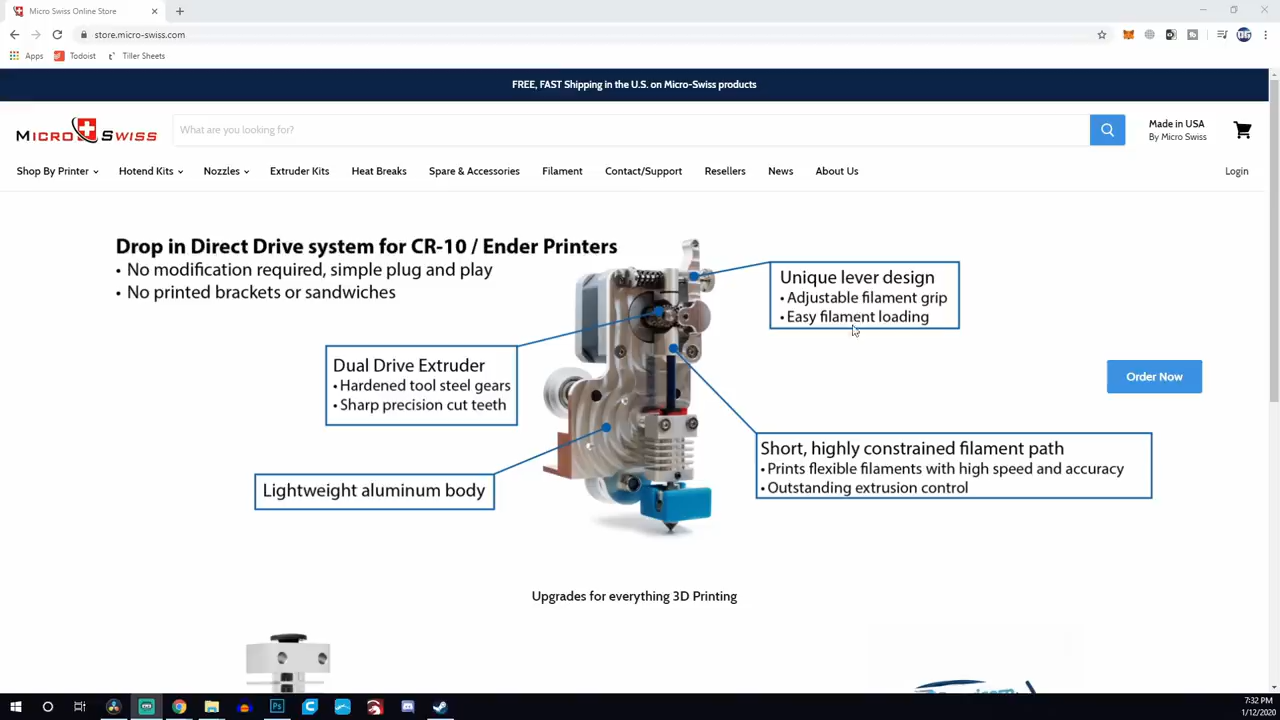 Micro Swiss Online Store
store.micro-swiss.com
Apps
Todoist
Tiller Sheets
FREE, FAST Shipping in the U.S. on Micro-Swiss products
MICRO SWISS
What are you looking for?
Made in USA
By Micro Swiss
Shop By Printer
Hotend Kits
Nozzles
Extruder Kits
Heat Breaks
Spare & Accessories
Filament
Contact/Support
Resellers
News
About Us
Login
Drop in Direct Drive system for CR-10 / Ender Printers
• No modification required, simple plug and play
• No printed brackets or sandwiches
Unique lever design
• Adjustable filament grip
• Easy filament loading
Dual Drive Extruder
• Hardened tool steel gears
• Sharp precision cut teeth
Order Now
Short, highly constrained filament path
• Prints flexible filaments with high speed and accuracy
• Outstanding extrusion control
Lightweight aluminum body
Upgrades for everything 3D Printing
Ps
7:32 PM
1/12/2020